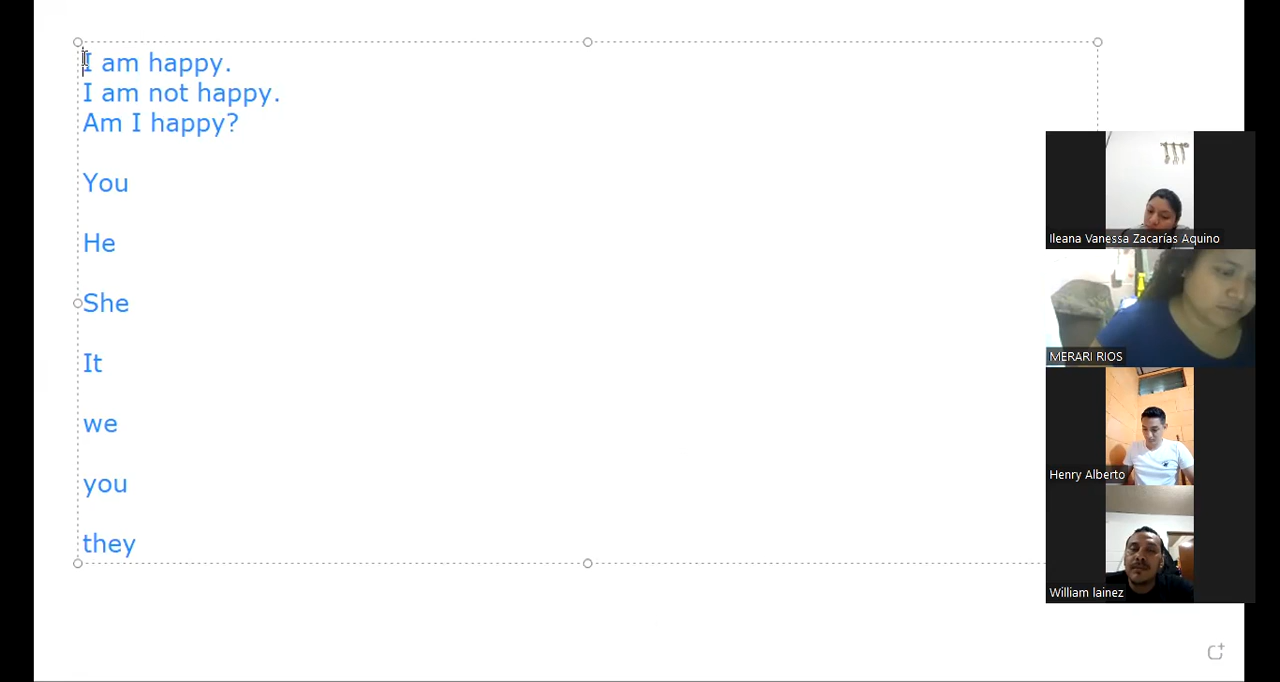 I am happy.
I am not happy.
Am I happy?
You
He
She
It
we
you
they
Ileana Vanessa Zacarías Aquino
MERARI RIOS
Henry Alberto
William lainez